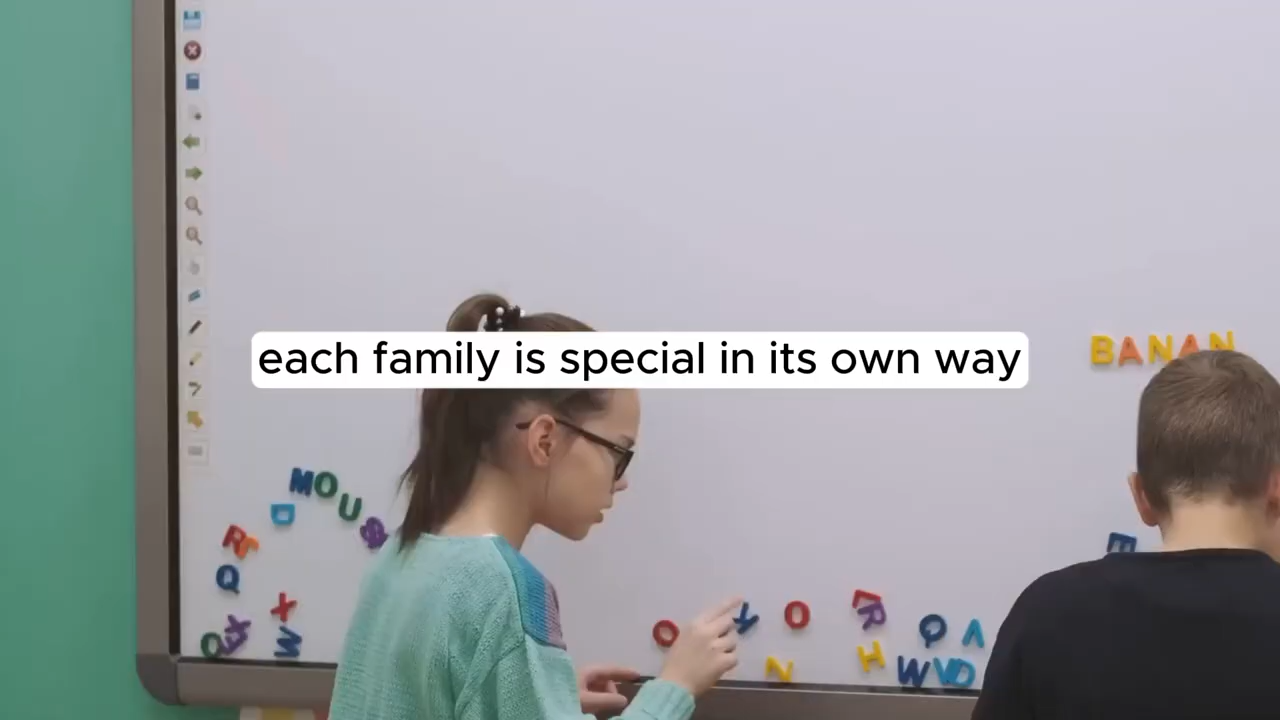 each family is special in its own way
BANAN
MOUS
D
R
Q
X
O
W
O
O
R
H
N
Q
W
E